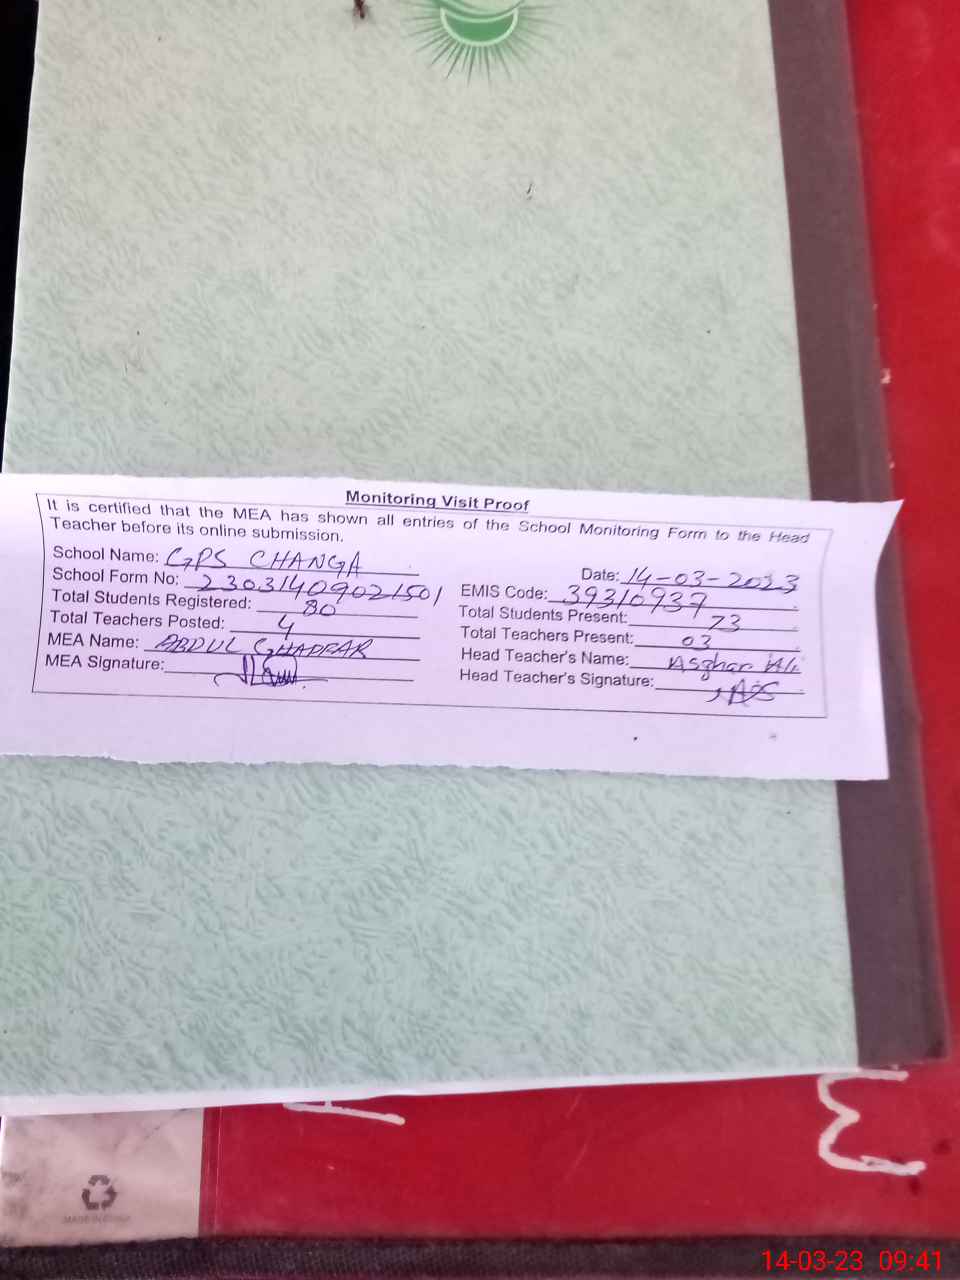 Monitoring Visit Proof
It is certified that the MEA has shown all entries of the School Monitoring Form to the Head
Teacher before its online submission.
School Name: GPS CHANGA
Date: 14-03-2023
School Form No: 23031409021501
EMIS Code: 39310937
Total Students Registered: 80
Total Students Present: 73
Total Teachers Posted: 4
Total Teachers Present: 03
MEA Name: ABDUL GHAFFAR
Head Teacher's Name: Asghar Ali
MEA Signature:
Head Teacher's Signature:
14-03-23 09:41